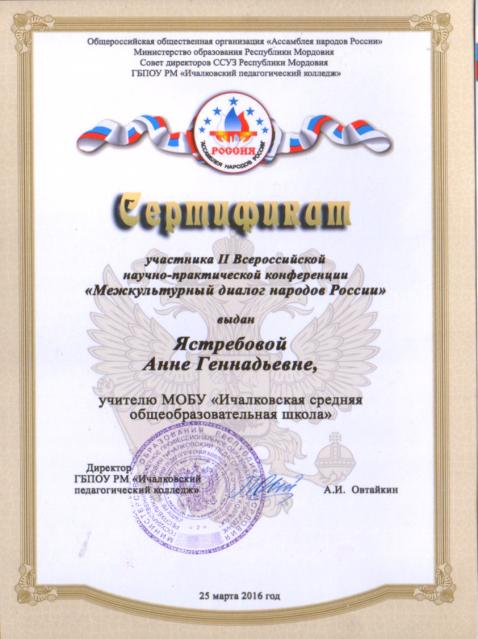 Общероссийская общественная организация «Ассамблея народов России»
Министерство образования Республики Мордовия
Совет директоров ССУЗ Республики Мордовия
ГБПОУ РМ «Ичалковский педагогический колледж»
РОССИЯ
АССАМБЛЕЯ НАРОДОВ РОССИИ
Сертификат
участника II Всероссийской
научно-практической конференции
«Межкультурный диалог народов России»
выдан
Ястребовой
Анне Геннадьевне,
учителю МОБУ «Ичалковская средняя
общеобразовательная школа»
Директор
ГБПОУ РМ «Ичалковский
педагогический колледж»
А.И. Овтайкин
25 марта 2016 год